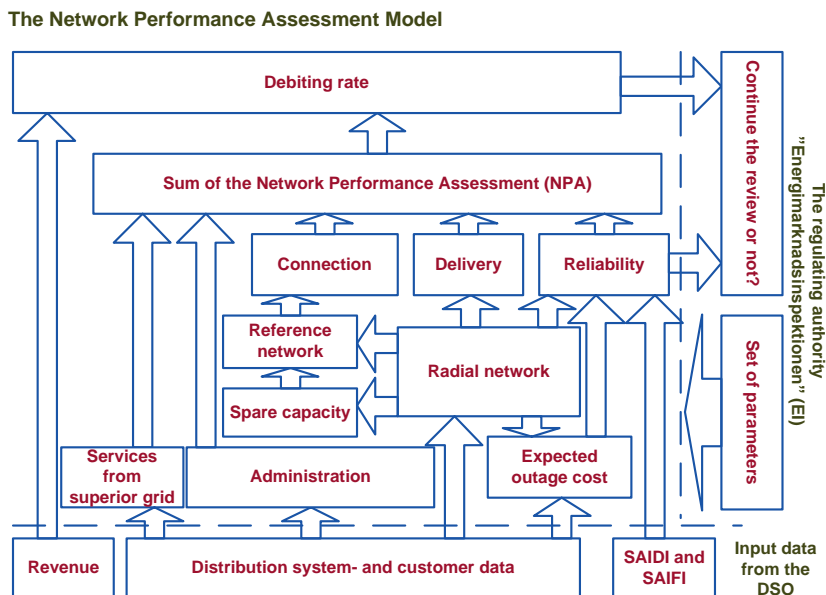 The Network Performance Assessment Model
Debiting rate
Continue the review or not?
Sum of the Network Performance Assessment (NPA)
The regulating authority
”Energimarknadsinspektionen” (EI)
Connection
Delivery
Reliability
Reference
network
Radial network
Set of parameters
Spare capacity
Services
from
superior grid
Administration
Expected
outage cost
Revenue
Distribution system- and customer data
SAIDI and
SAIFI
Input data
from the
DSO